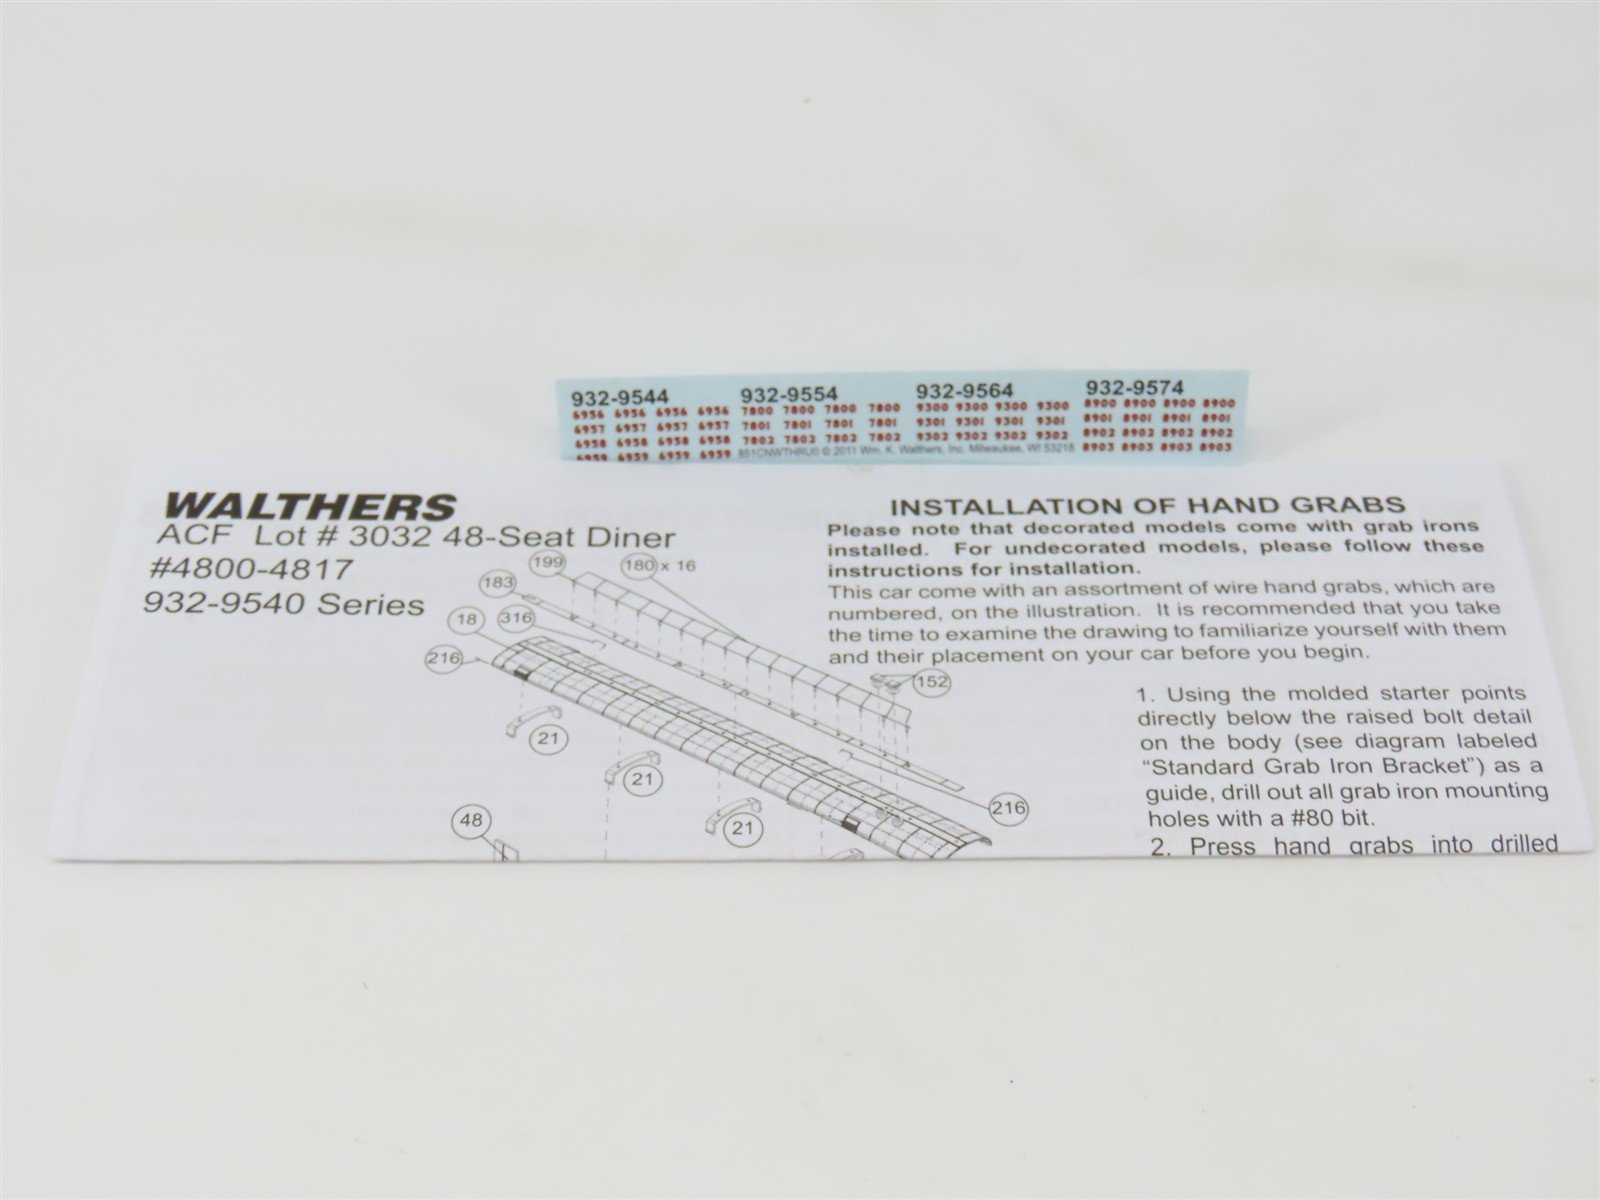 932-9544 932-9554 932-9564 932-9574
6956 6956 6956 6956 7800 7800 7800 7800 9300 9300 9300 9300 8900 8900 8900 8900
6957 6957 6957 6957 7801 7801 7801 7801 9301 9301 9301 9301 8901 8901 8901 8901
6958 6958 6958 6958 7802 7802 7802 7802 9302 9302 9302 9302 8902 8902 8902 8902
6959 6959 6959 6959 851CNWTHRU0 © 2011 Wm. K. Walthers, Inc. Milwaukee, WI 53218 8903 8903 8903 8903
WALTHERS
ACF Lot # 3032 48-Seat Diner
#4800-4817
932-9540 Series
199
180 x 16
183
316
18
216
152
21
21
21
216
48
INSTALLATION OF HAND GRABS
Please note that decorated models come with grab irons
installed. For undecorated models, please follow these
instructions for installation.
This car come with an assortment of wire hand grabs, which are
numbered, on the illustration. It is recommended that you take
the time to examine the drawing to familiarize yourself with them
and their placement on your car before you begin.
1. Using the molded starter points
directly below the raised bolt detail
on the body (see diagram labeled
“Standard Grab Iron Bracket”) as a
guide, drill out all grab iron mounting
holes with a #80 bit.
2. Press hand grabs into drilled